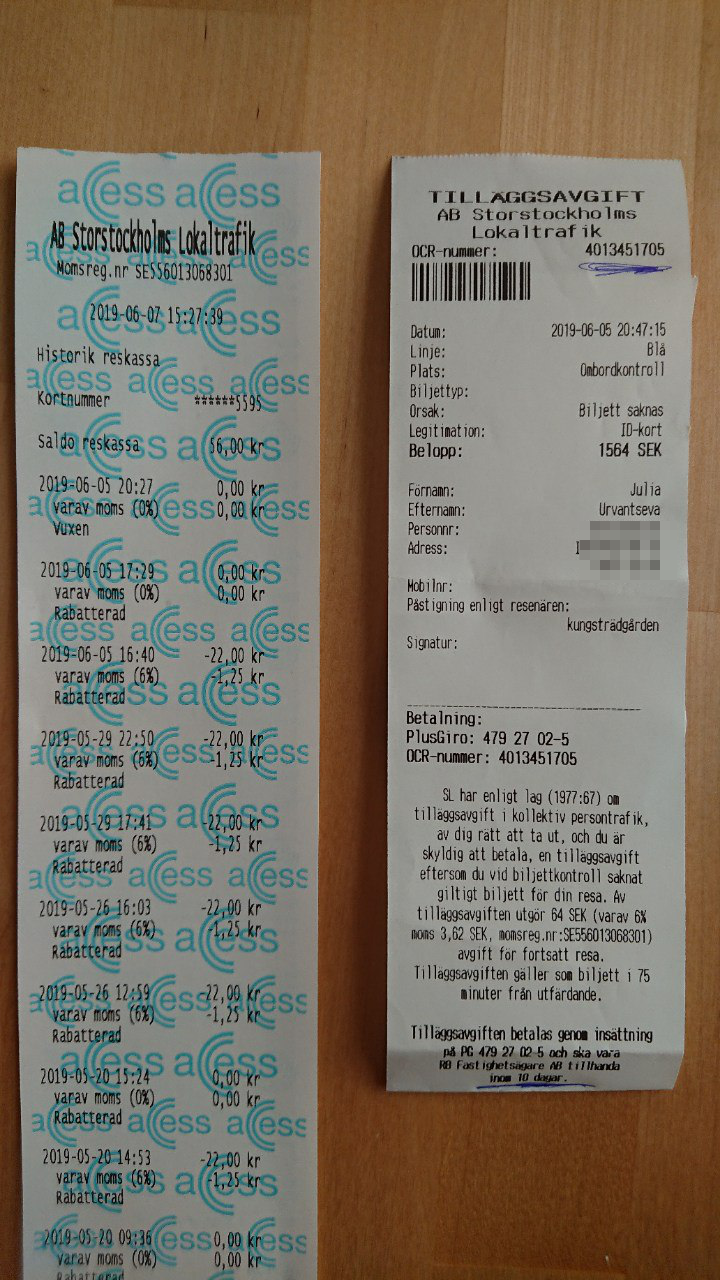 access access
AB Storstockholms Lokaltrafik
Momsreg.nr SE556013068301
2019-06-07 15:27:39
Historik reskassa
Kortnummer ******5595
Saldo reskassa 56,00 kr
2019-06-05 20:27 0,00 kr
varav moms (0%) 0,00 kr
Vuxen
2019-06-05 17:29 0,00 kr
varav moms (0%) 0,00 kr
Rabatterad
2019-06-05 16:40 -22,00 kr
varav moms (6%) -1,25 kr
Rabatterad
2019-05-29 22:50 -22,00 kr
varav moms (6%) -1,25 kr
Rabatterad
2019-05-29 17:41 -22,00 kr
varav moms (6%) -1,25 kr
Rabatterad
2019-05-26 16:03 -22,00 kr
varav moms (6%) -1,25 kr
Rabatterad
2019-05-26 12:59 -22,00 kr
varav moms (6%) -1,25 kr
Rabatterad
2019-05-20 15:24 0,00 kr
varav moms (0%) 0,00 kr
Rabatterad
2019-05-20 14:53 -22,00 kr
varav moms (6%) -1,25 kr
Rabatterad
2019-05-20 09:36 0,00 kr
varav moms (0%) 0,00 kr
Rabatterad
TILLÄGGSAVGIFT
AB Storstockholms
Lokaltrafik
OCR-nummer: 4013451705
Datum: 2019-06-05 20:47:15
Linje: Blå
Plats: Ombordkontroll
Biljettyp:
Orsak: Biljett saknas
Legitimation: ID-kort
Belopp: 1564 SEK
Förnamn: Julia
Efternamn: Urvantseva
Personnr:
Adress:
Mobilnr:
Påstigning enligt resenären:
kungsträdgården
Signatur:
Betalning:
PlusGiro: 479 27 02-5
OCR-nummer: 4013451705
SL har enligt lag (1977:67) om
tilläggsavgift i kollektiv persontrafik,
av dig rätt att ta ut, och du är
skyldig att betala, en tilläggsavgift
eftersom du vid biljettkontroll saknat
giltigt biljett för din resa. Av
tilläggsavgiften utgör 64 SEK (varav 6%
moms 3,62 SEK, momsreg.nr:SE556013068301)
avgift för fortsatt resa.
Tilläggsavgiften gäller som biljett i 75
minuter från utfärdande.
Tilläggsavgiften betalas genom insättning
på PG 479 27 02-5 och ska vara
RB Fastighetsägare AB tillhanda
inom 10 dagar.